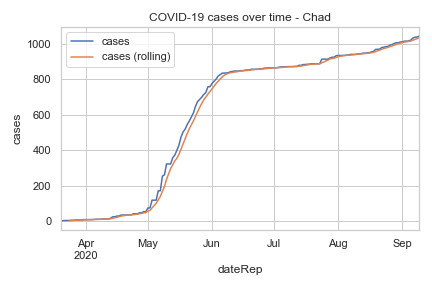 COVID-19 cases over time - Chad
cases
cases (rolling)
cases
1000
800
600
400
200
0
Apr
2020
May
Jun
Jul
Aug
Sep
dateRep